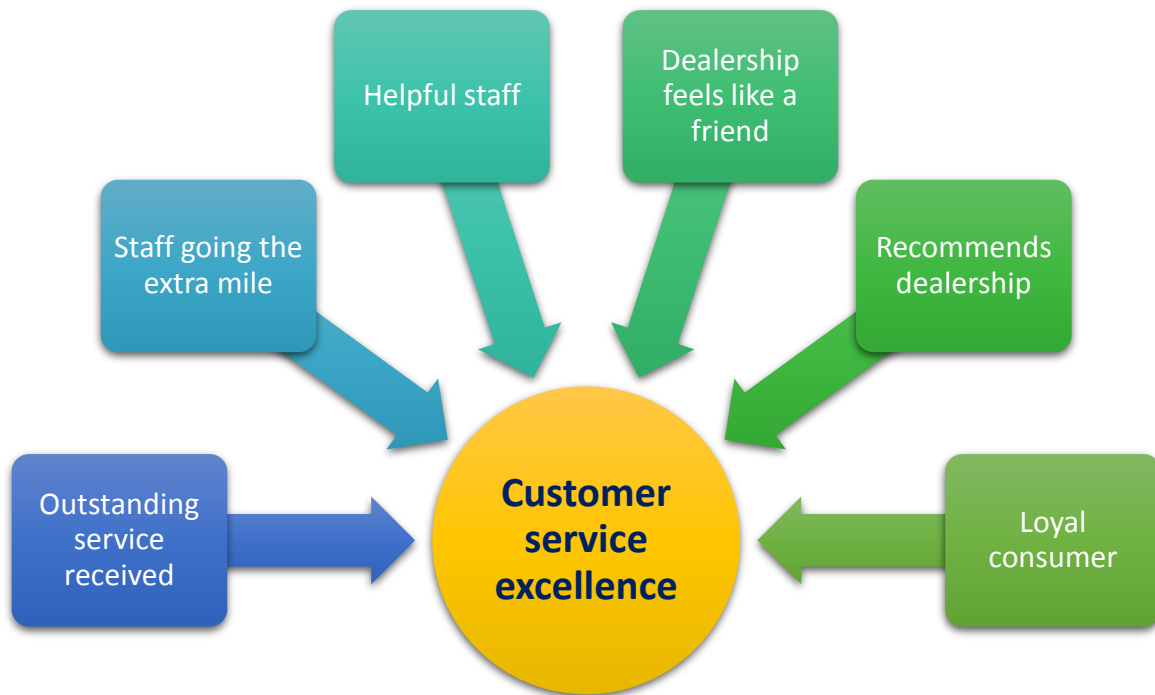 Helpful staff
Dealership
feels like a
friend
Staff going the
extra mile
Recommends
dealership
Outstanding
service
received
Customer
service
excellence
Loyal
consumer